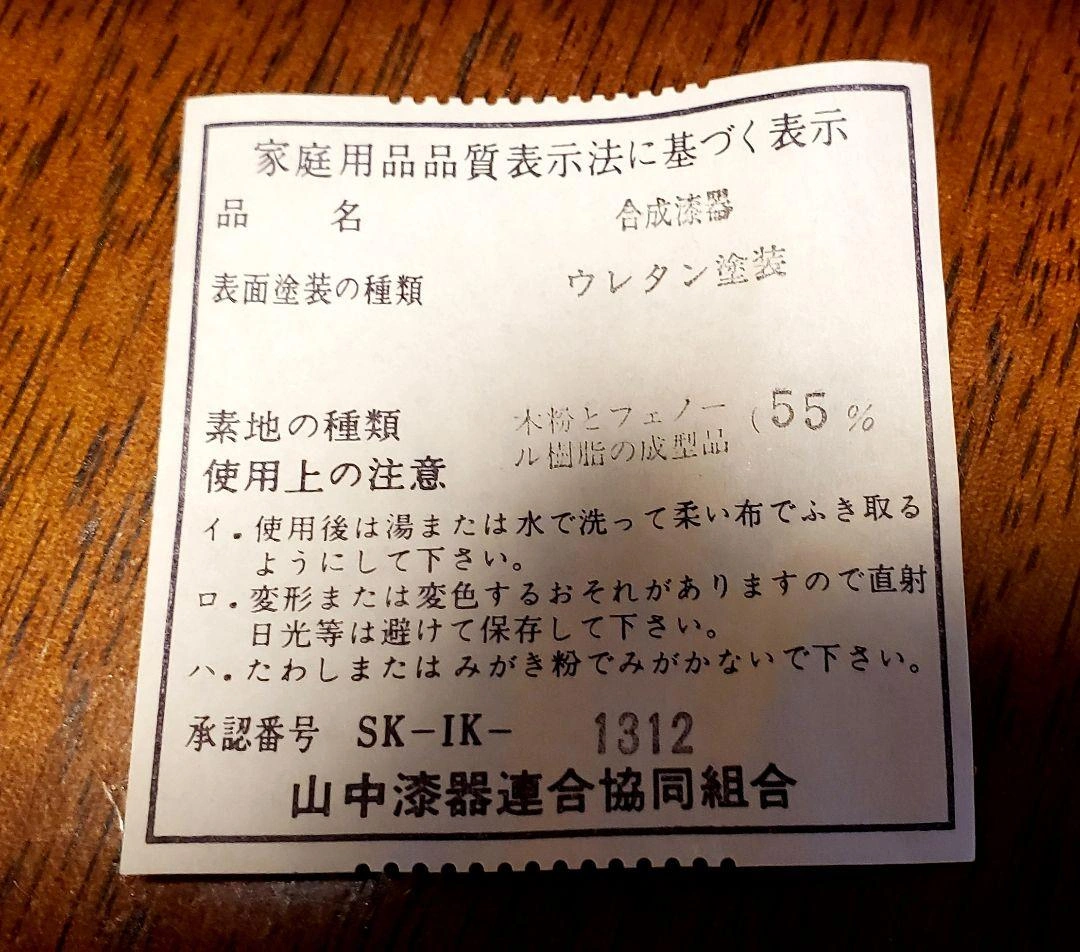 家庭用品品質表示法に基づく表示
品名 合成漆器
表面塗装の種類 ウレタン塗装
素地の種類 木粉とフェノー (55%
ル樹脂の成型品
使用上の注意
イ.使用後は湯または水で洗って柔い布でふき取る
ようにして下さい。
ロ.変形または変色するおそれがありますので直射
日光等は避けて保存して下さい。
ハ.たわしまたはみがき粉でみがかないで下さい。
承認番号 SK-IK- 1312
山中漆器連合協同組合